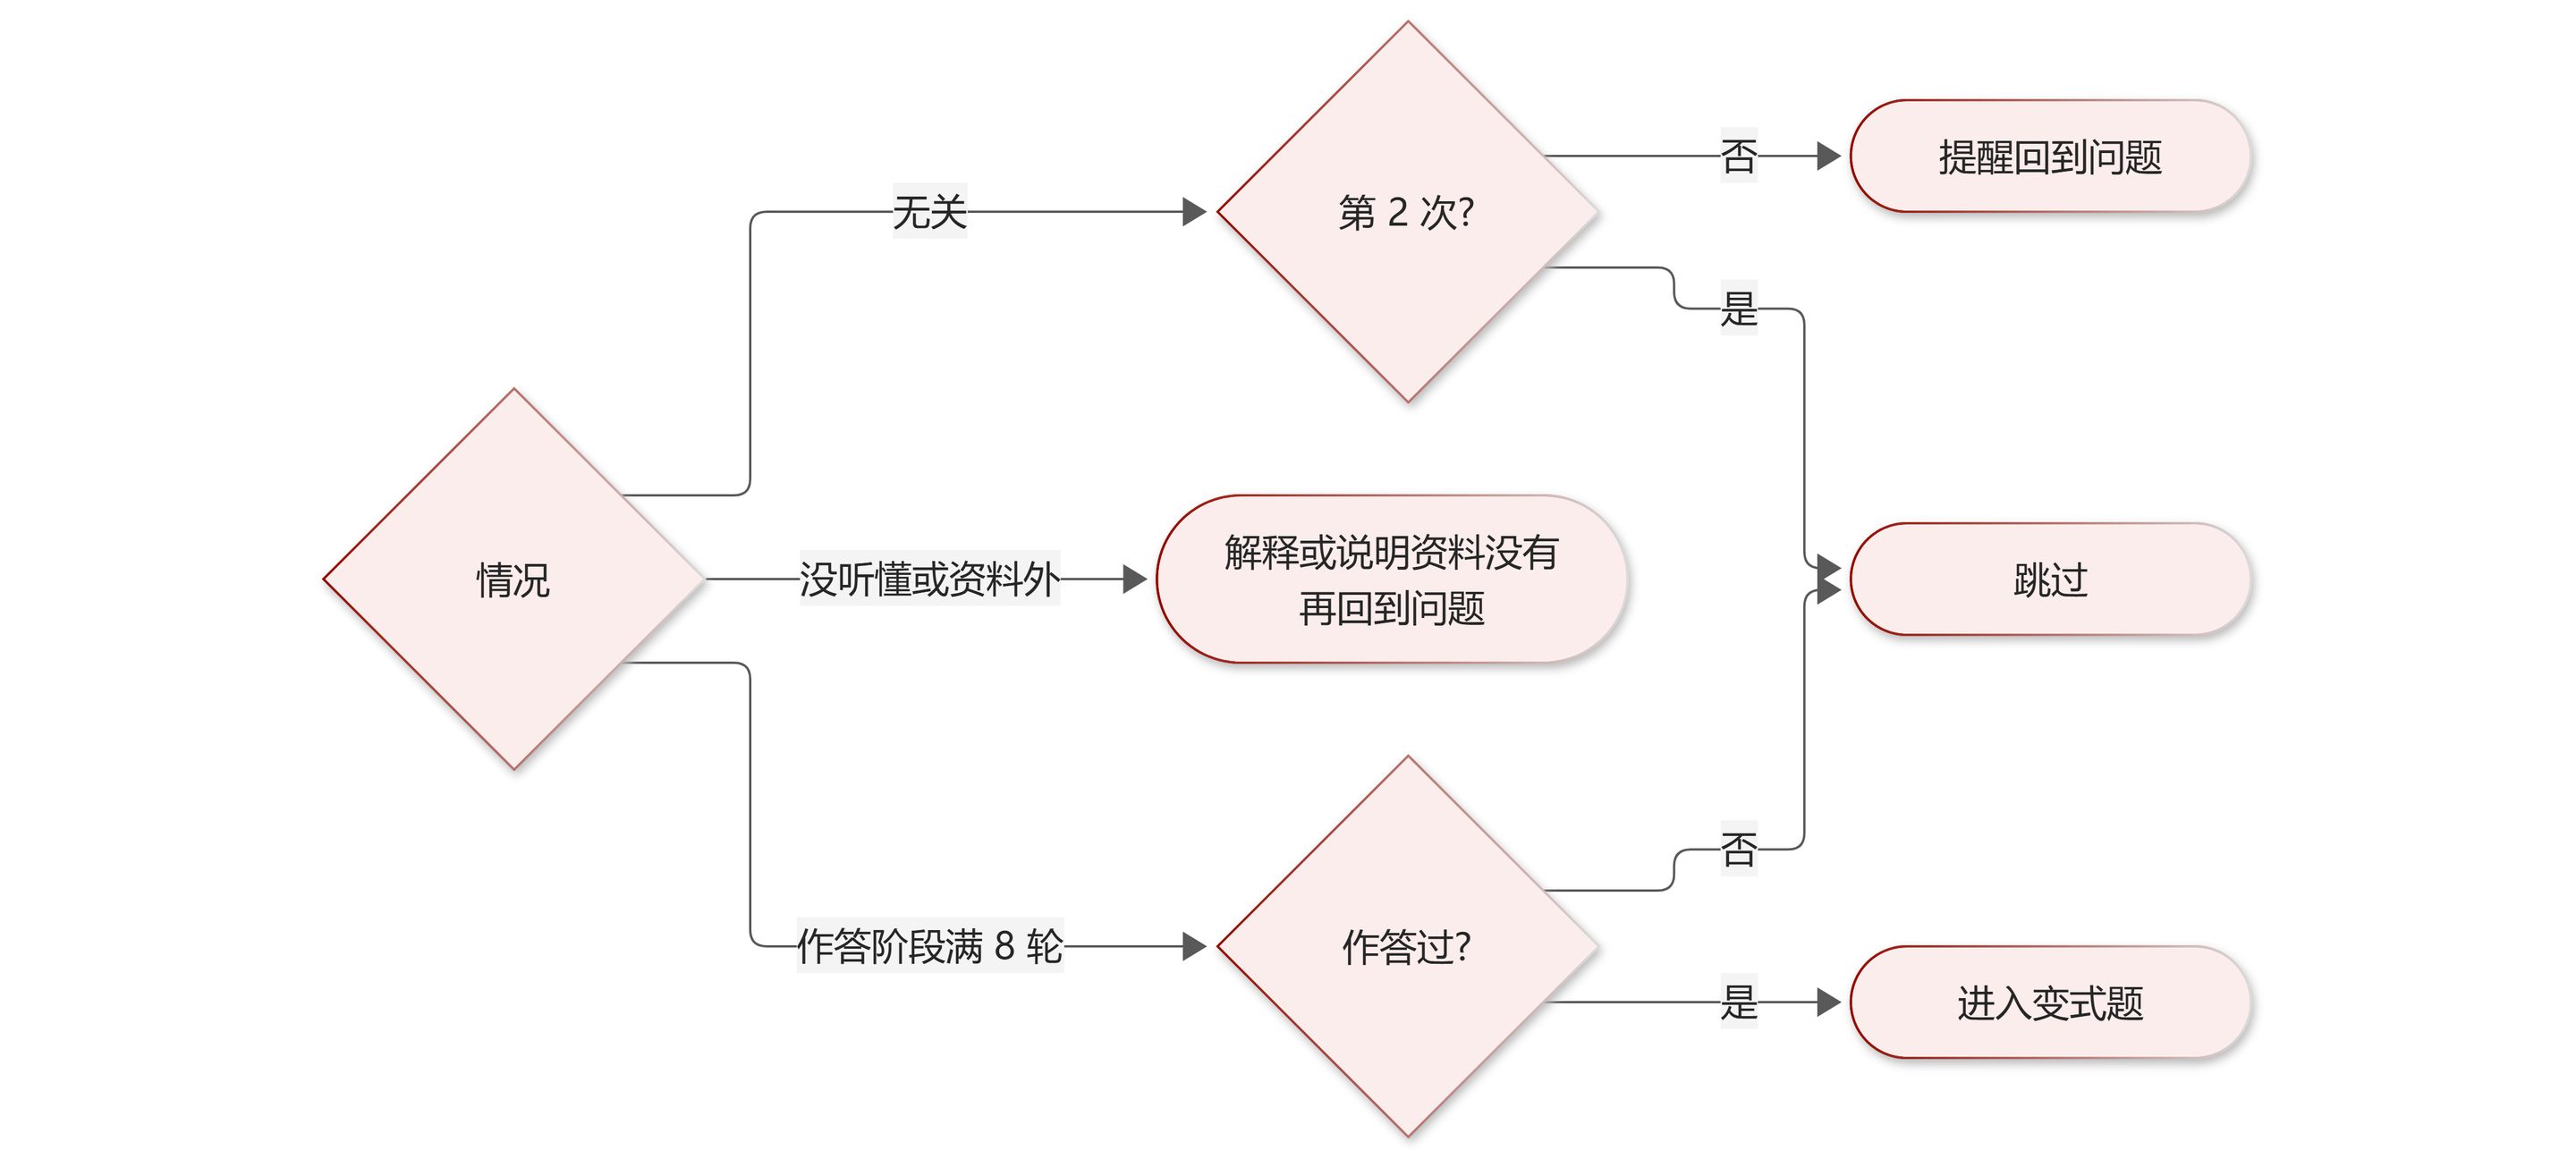 无关
第 2 次?
否
提醒回到问题
是
情况
没听懂或资料外
解释或说明资料没有
再回到问题
跳过
作答阶段满 8 轮
作答过?
否
是
进入变式题